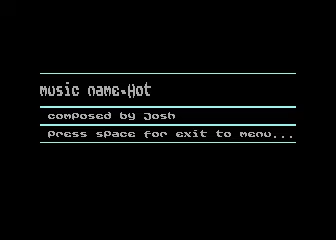 music name.Hot
composed by Josh
Press space for exit to menu...